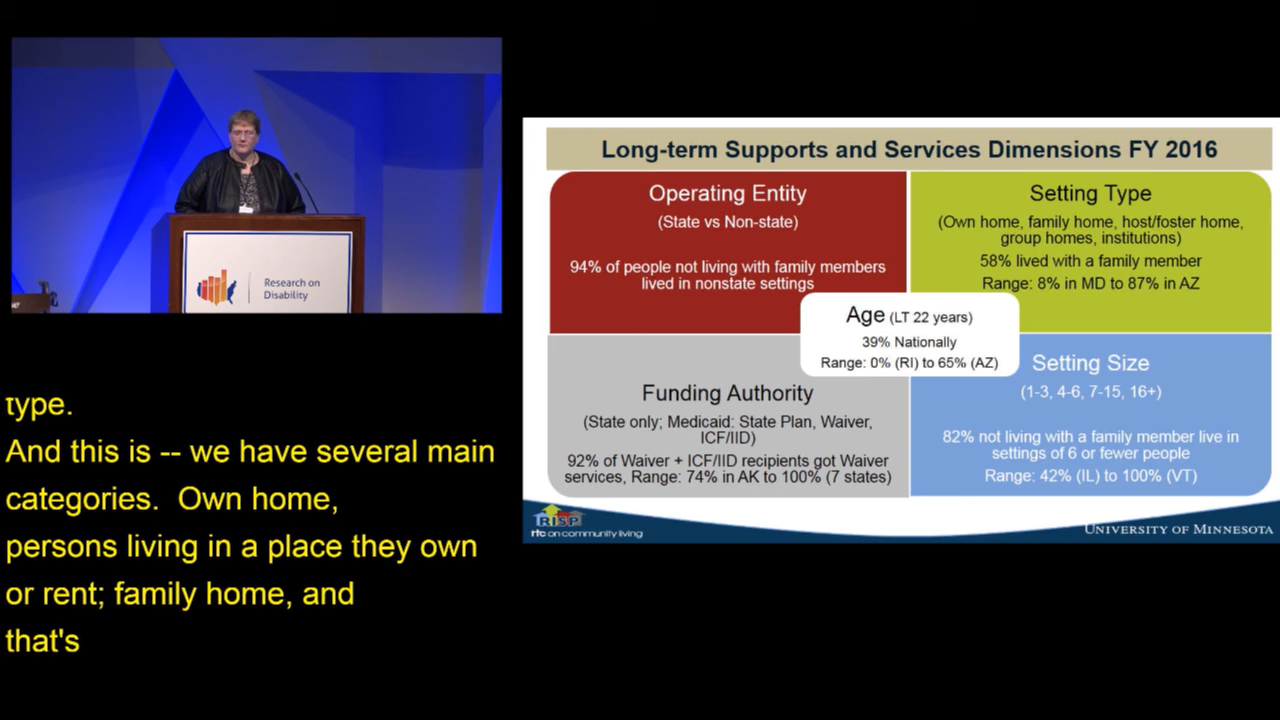 Research on
Disability
type.
And this is -- we have several main
categories. Own home,
persons living in a place they own
or rent; family home, and
that's
Long-term Supports and Services Dimensions FY 2016
Operating Entity
(State vs Non-state)
94% of people not living with family members
lived in nonstate settings
Setting Type
(Own home, family home, host/foster home,
group homes, institutions)
58% lived with a family member
Range: 8% in MD to 87% in AZ
Age (LT 22 years)
39% Nationally
Range: 0% (RI) to 65% (AZ)
Funding Authority
(State only; Medicaid: State Plan, Waiver,
ICF/IID)
92% of Waiver + ICF/IID recipients got Waiver
services, Range: 74% in AK to 100% (7 states)
Setting Size
(1-3, 4-6, 7-15, 16+)
82% not living with a family member live in
settings of 6 or fewer people
Range: 42% (IL) to 100% (VT)
RISP
rtc on community living
UNIVERSITY OF MINNESOTA